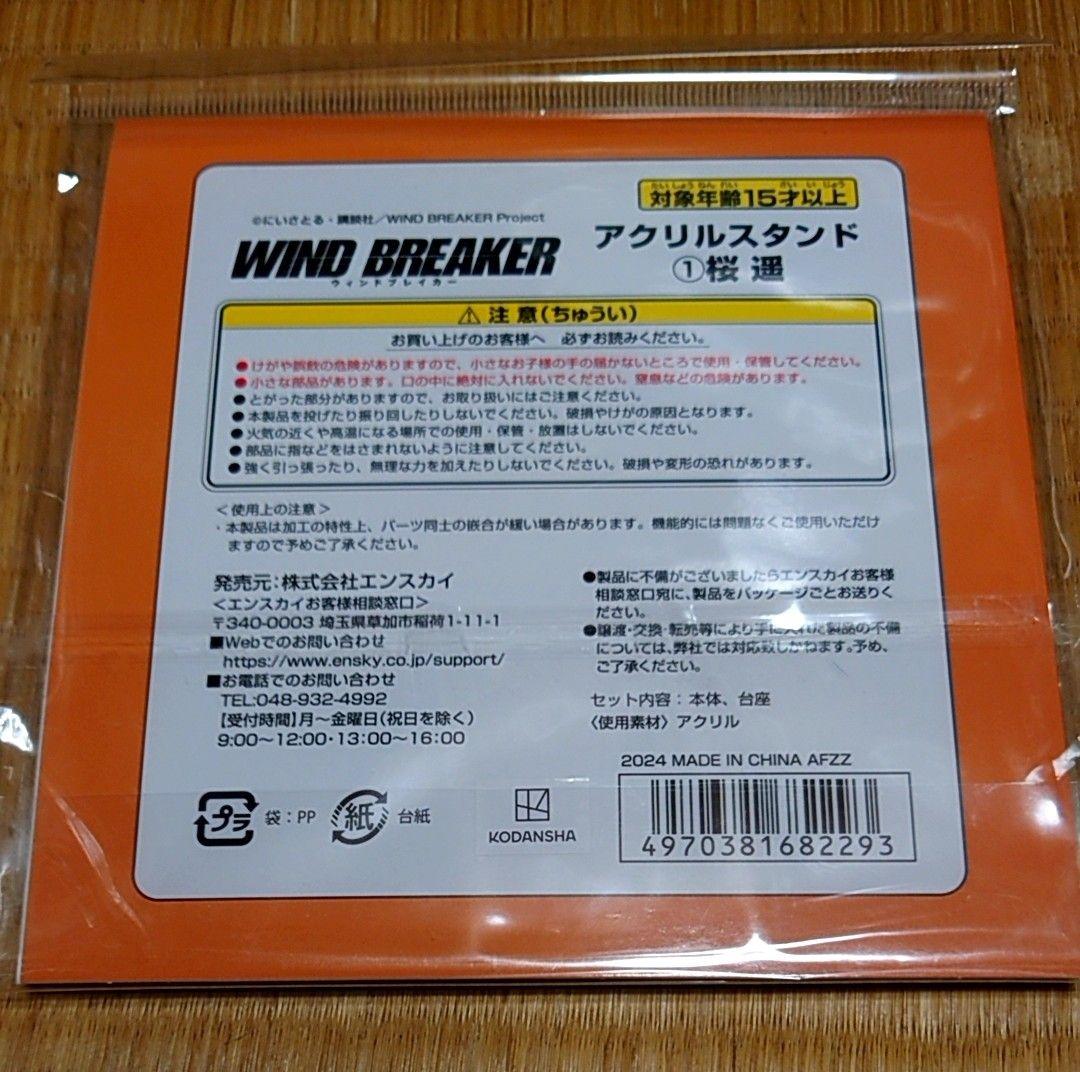 たいしょうねんれい さいいじょう
対象年齢15才以上
©にいさとる・講談社／WIND BREAKER Project
WIND BREAKER
ウィンドブレイカー
アクリルスタンド
①桜 遥
⚠ 注 意（ちゅうい）
お買い上げのお客様へ 必ずお読みください。
●けがや誤飲の危険がありますので、小さなお子様の手の届かないところで使用・保管してください。
●小さな部品があります。口の中に絶対に入れないでください。窒息などの危険があります。
●とがった部分がありますので、お取り扱いにはご注意ください。
●本製品を投げたり振り回したりしないでください。破損やけがの原因となります。
●火気の近くや高温になる場所での使用・保管・放置はしないでください。
●部品に指などをはさまれないように注意してください。
●強く引っ張ったり、無理な力を加えたりしないでください。破損や変形の恐れがあります。
＜使用上の注意＞
・本製品は加工の特性上、パーツ同士の嵌合が緩い場合があります。機能的には問題なくご使用いただけ
ますので予めご了承ください。
発売元：株式会社エンスカイ
＜エンスカイお客様相談窓口＞
〒340-0003 埼玉県草加市稲荷1-11-1
■Webでのお問い合わせ
https://www.ensky.co.jp/support/
■お電話でのお問い合わせ
TEL:048-932-4992
【受付時間】月～金曜日（祝日を除く）
9:00～12:00・13:00～16:00
●製品に不備がございましたらエンスカイお客様
相談窓口宛に、製品をパッケージごとお送りく
ださい。
●譲渡・交換・転売等により手に入れた製品の不備
については、弊社では対応致しかねます。予め、
ご了承ください。
セット内容：本体、台座
〈使用素材〉アクリル
2024 MADE IN CHINA AFZZ
プラ 袋：PP 紙 台紙
KODANSHA
4970381682293